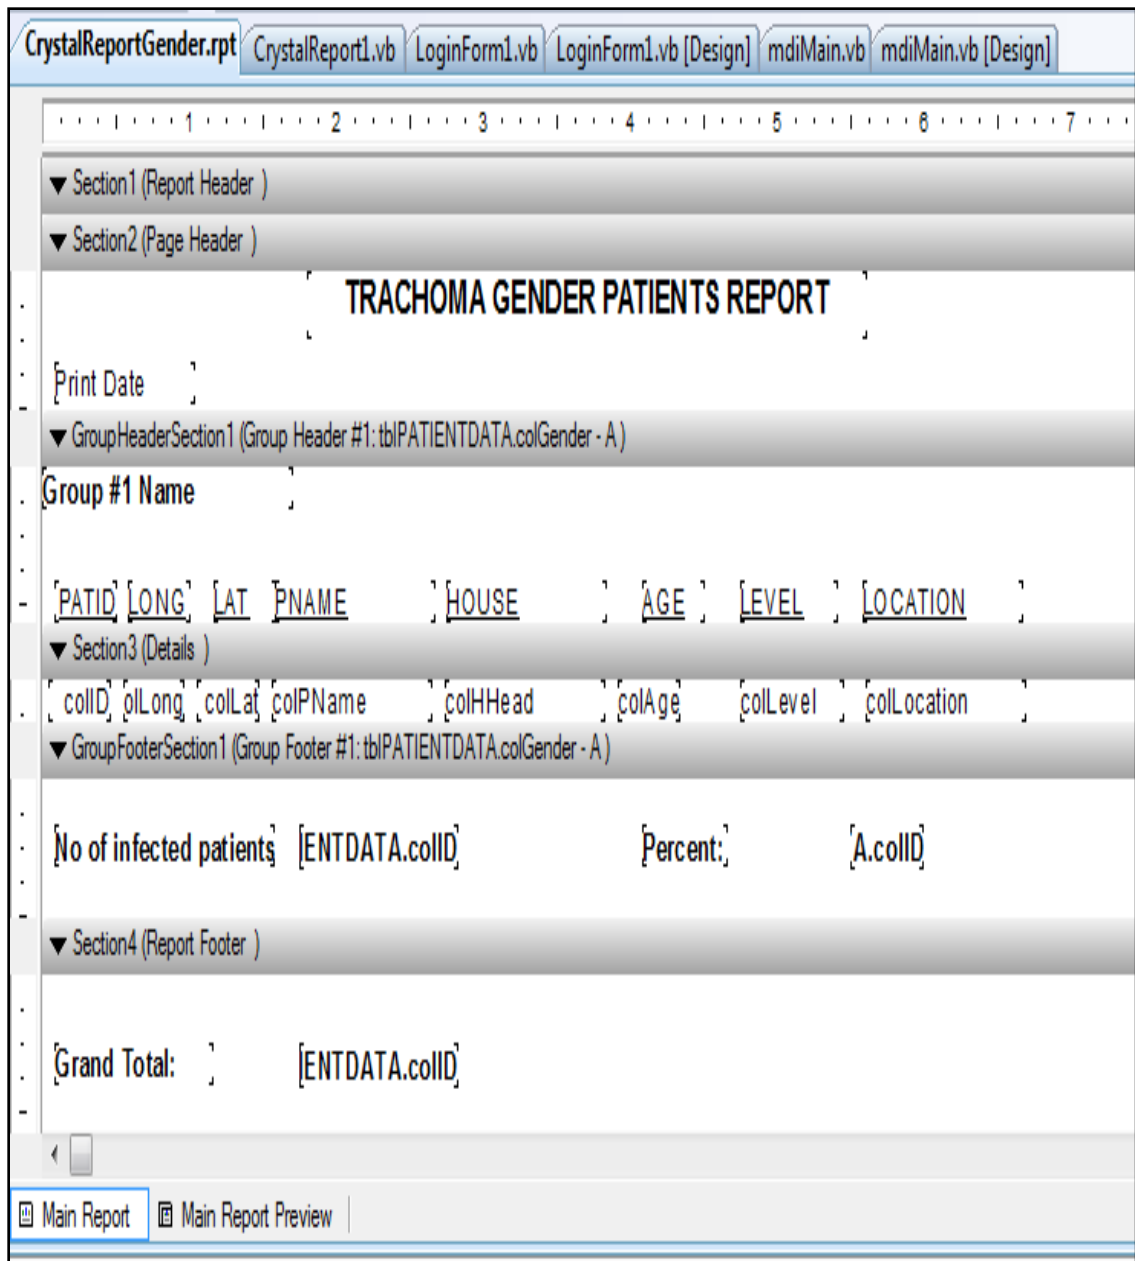 CrystalReportGender.rpt CrystalReport1.vb LoginForm1.vb LoginForm1.vb [Design] mdiMain.vb mdiMain.vb [Design]
1 2 3 4 5 6 7
Section1 (Report Header )
Section2 (Page Header )
TRACHOMA GENDER PATIENTS REPORT
Print Date
GroupHeaderSection1 (Group Header #1: tblPATIENTDATA.colGender - A )
Group #1 Name
PATID LONG LAT PNAME HOUSE AGE LEVEL LOCATION
Section3 (Details )
colID olLong colLat colPName colHHead colAge colLevel colLocation
GroupFooterSection1 (Group Footer #1: tblPATIENTDATA.colGender - A )
No of infected patients ENTDATA.colID Percent: A.colID
Section4 (Report Footer )
Grand Total: ENTDATA.colID
Main Report Main Report Preview